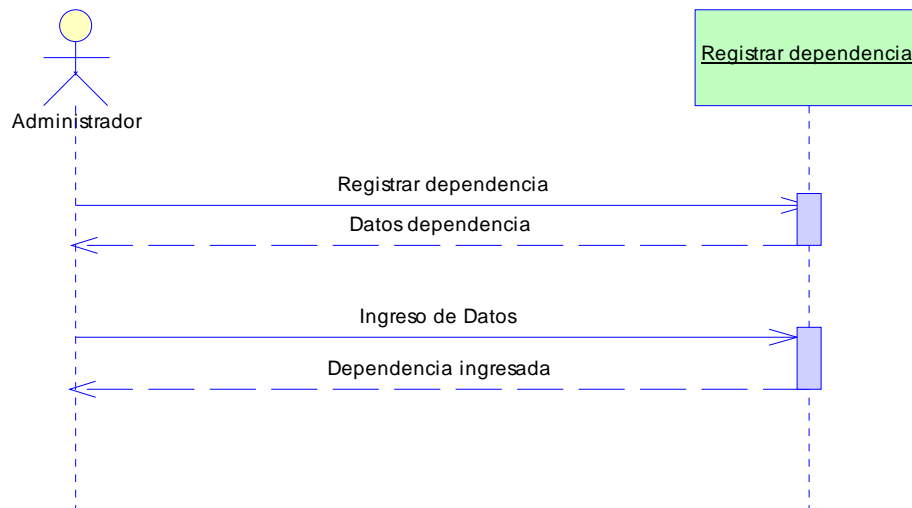 Registrar dependencia
Administrador
Registrar dependencia
Datos dependencia
Ingreso de Datos
Dependencia ingresada